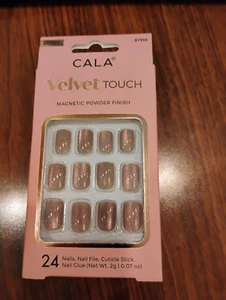 CALA®
Velvet TOUCH
MAGNETIC POWDER FINISH
24 Nails, Nail File, Cuticle Stick,
Nail Glue (Net Wt. 2g | 0.07 oz)